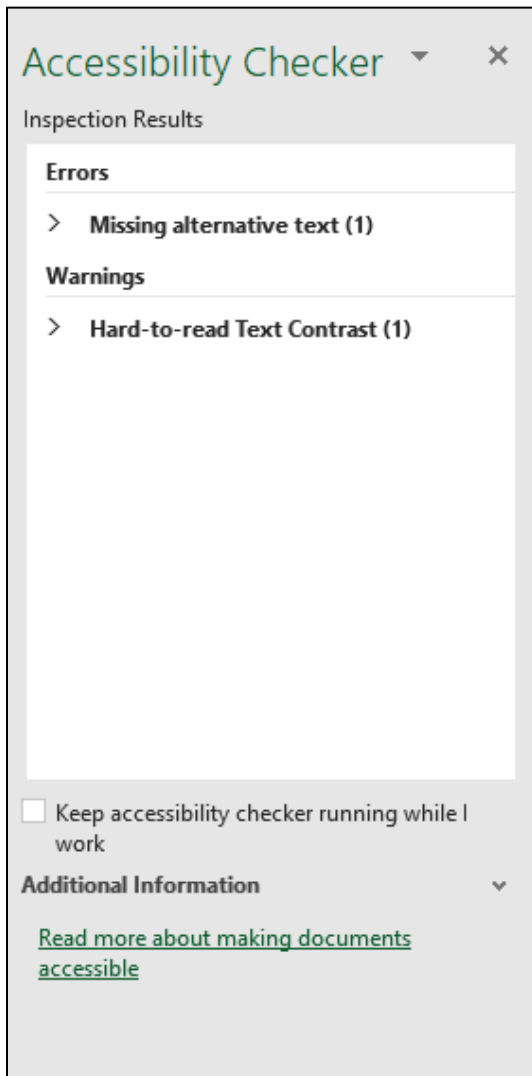 Accessibility Checker
Inspection Results
Errors
Missing alternative text (1)
Warnings
Hard-to-read Text Contrast (1)
Keep accessibility checker running while I
work
Additional Information
Read more about making documents
accessible